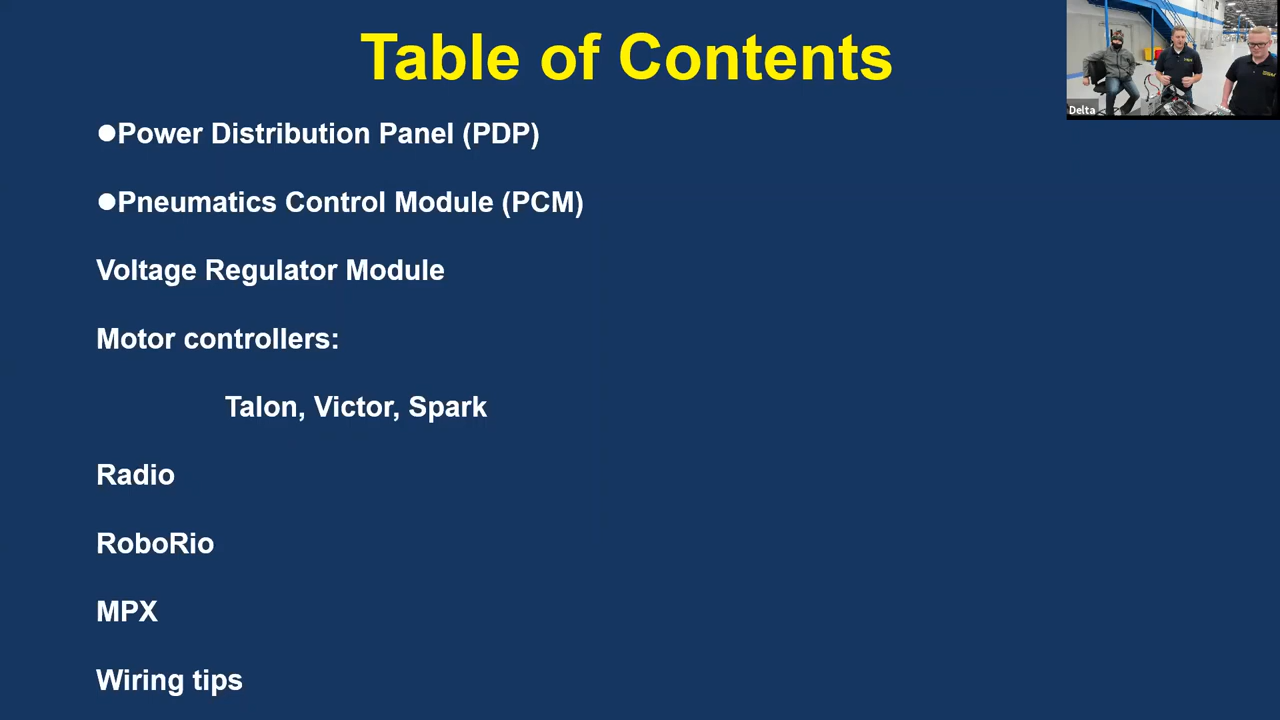 Table of Contents
●Power Distribution Panel (PDP)
●Pneumatics Control Module (PCM)
Voltage Regulator Module
Motor controllers:
Talon, Victor, Spark
Radio
RoboRio
MPX
Wiring tips
Delta